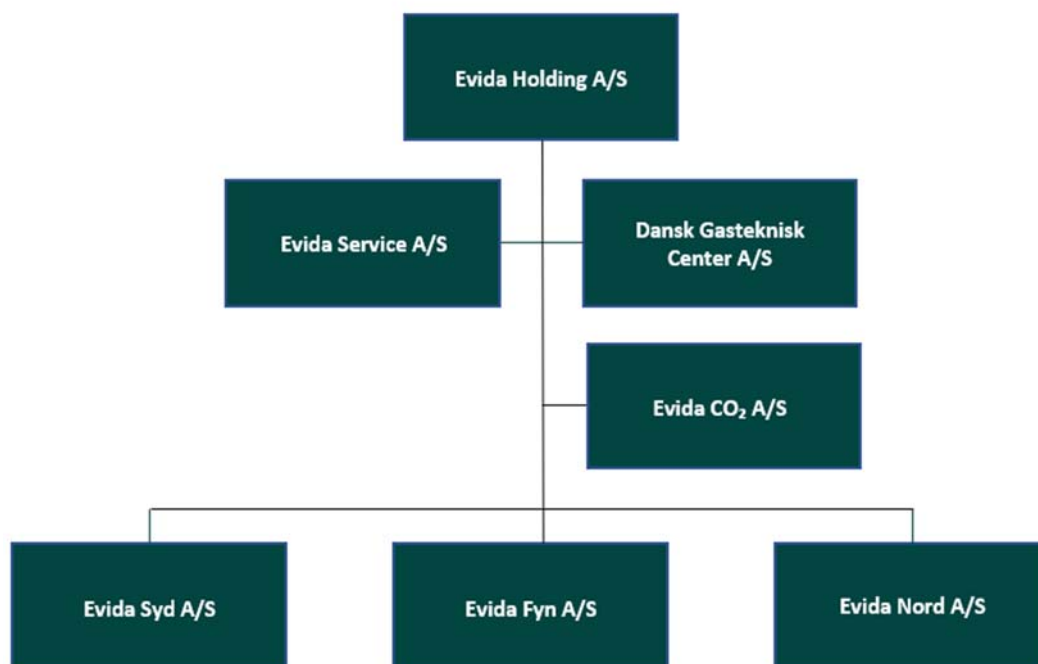 Evida Holding A/S
Evida Service A/S
Dansk Gasteknisk
Center A/S
Evida CO₂ A/S
Evida Syd A/S
Evida Fyn A/S
Evida Nord A/S